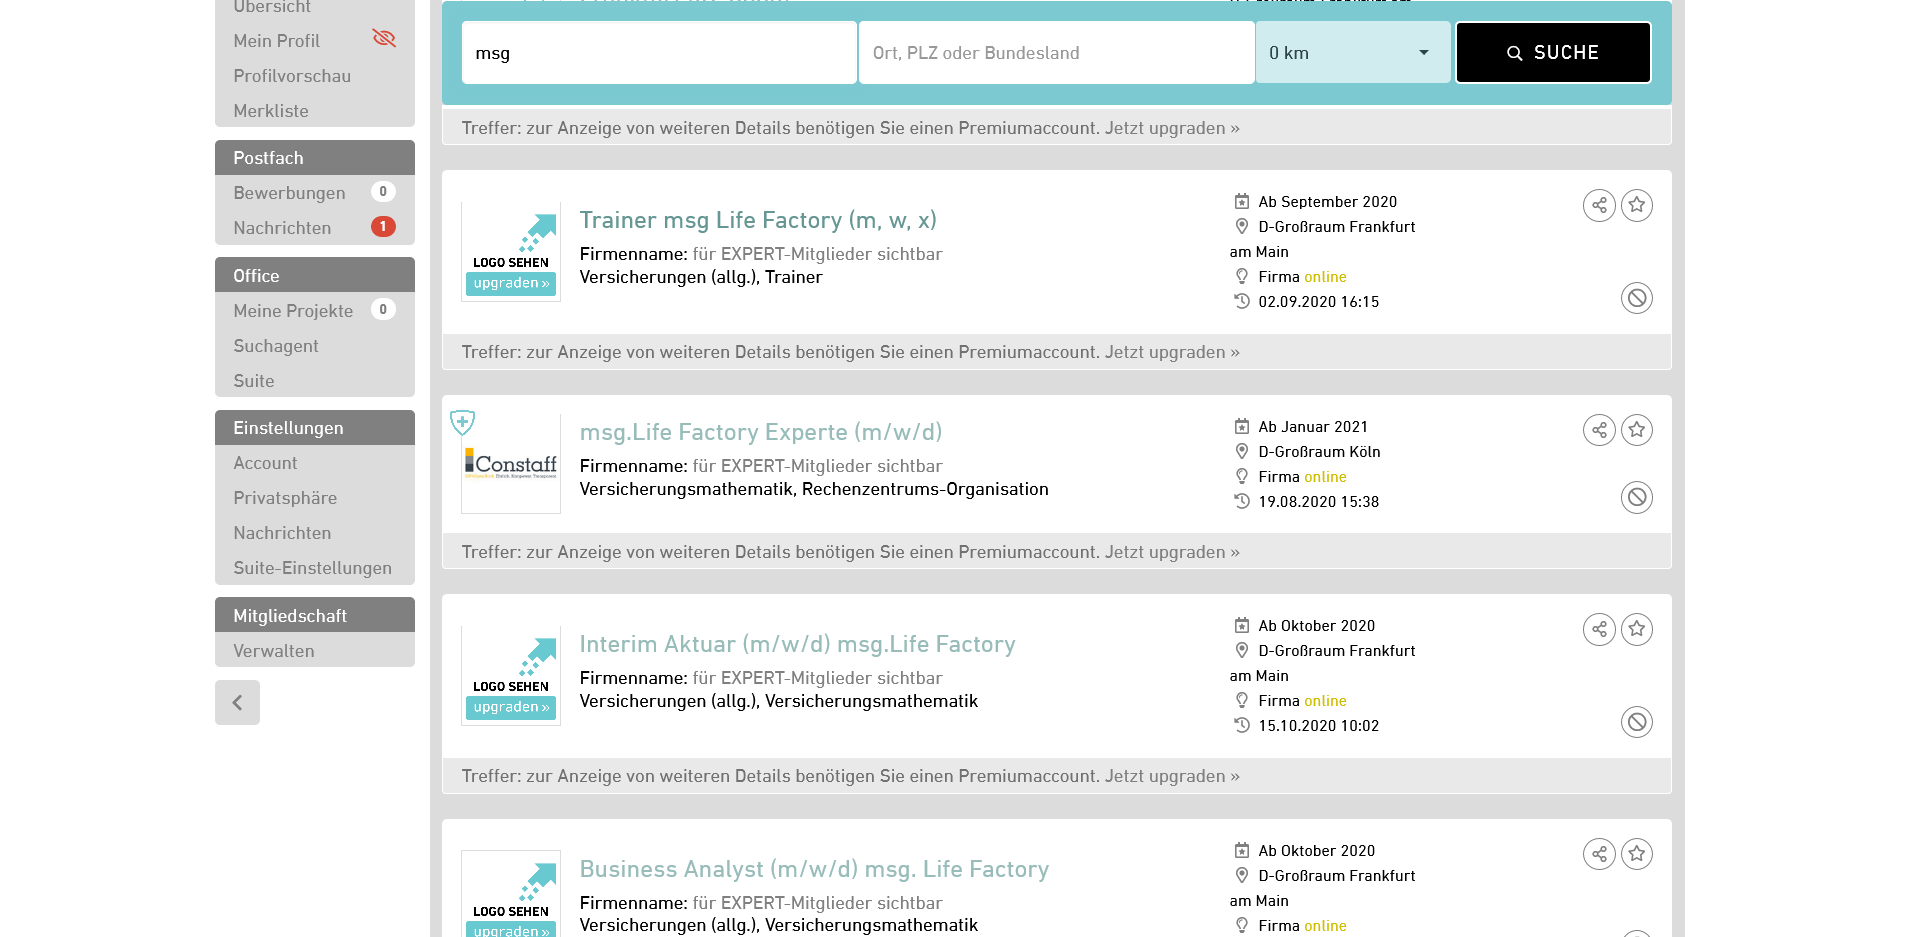 Übersicht
Mein Profil
Profilvorschau
Merkliste
Postfach
Bewerbungen 0
Nachrichten 1
Office
Meine Projekte 0
Suchagent
Suite
Einstellungen
Account
Privatsphäre
Nachrichten
Suite-Einstellungen
Mitgliedschaft
Verwalten
msg
Ort, PLZ oder Bundesland
0 km
SUCHE
Treffer: zur Anzeige von weiteren Details benötigen Sie einen Premiumaccount. Jetzt upgraden »
LOGO SEHEN
upgraden »
Trainer msg Life Factory (m, w, x)
Firmenname: für EXPERT-Mitglieder sichtbar
Versicherungen (allg.), Trainer
Ab September 2020
D-Großraum Frankfurt
am Main
Firma online
02.09.2020 16:15
Treffer: zur Anzeige von weiteren Details benötigen Sie einen Premiumaccount. Jetzt upgraden »
Constaff
msg.Life Factory Experte (m/w/d)
Firmenname: für EXPERT-Mitglieder sichtbar
Versicherungsmathematik, Rechenzentrums-Organisation
Ab Januar 2021
D-Großraum Köln
Firma online
19.08.2020 15:38
Treffer: zur Anzeige von weiteren Details benötigen Sie einen Premiumaccount. Jetzt upgraden »
LOGO SEHEN
upgraden »
Interim Aktuar (m/w/d) msg.Life Factory
Firmenname: für EXPERT-Mitglieder sichtbar
Versicherungen (allg.), Versicherungsmathematik
Ab Oktober 2020
D-Großraum Frankfurt
am Main
Firma online
15.10.2020 10:02
Treffer: zur Anzeige von weiteren Details benötigen Sie einen Premiumaccount. Jetzt upgraden »
LOGO SEHEN
upgraden »
Business Analyst (m/w/d) msg. Life Factory
Firmenname: für EXPERT-Mitglieder sichtbar
Versicherungen (allg.), Versicherungsmathematik
Ab Oktober 2020
D-Großraum Frankfurt
am Main
Firma online